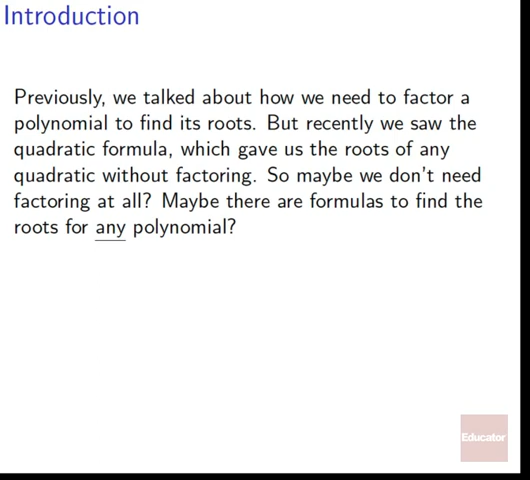 Introduction
Previously, we talked about how we need to factor a
polynomial to find its roots. But recently we saw the
quadratic formula, which gave us the roots of any
quadratic without factoring. So maybe we don't need
factoring at all? Maybe there are formulas to find the
roots for any polynomial?
Educator